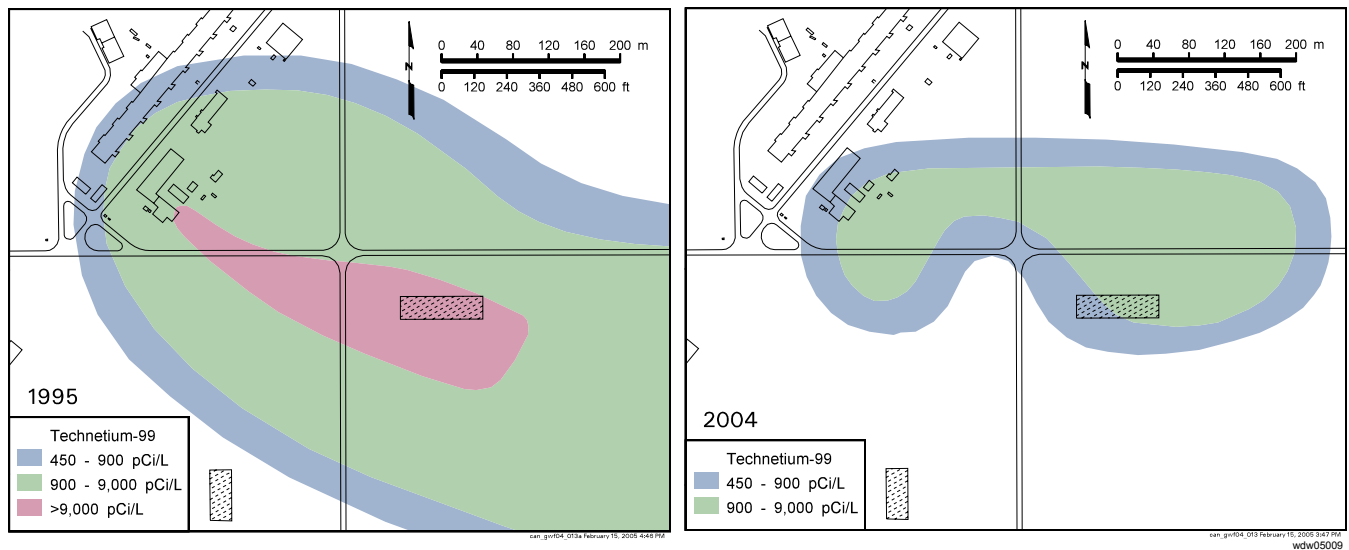 N
0 40 80 120 160 200 m
0 120 240 360 480 600 ft
1995
Technetium-99
450 - 900 pCi/L
900 - 9,000 pCi/L
>9,000 pCi/L
can_gwf04_013a February 15, 2005 4:46 PM
N
0 40 80 120 160 200 m
0 120 240 360 480 600 ft
2004
Technetium-99
450 - 900 pCi/L
900 - 9,000 pCi/L
can_gwf04_013 February 15, 2005 3:47 PM
wdw05009